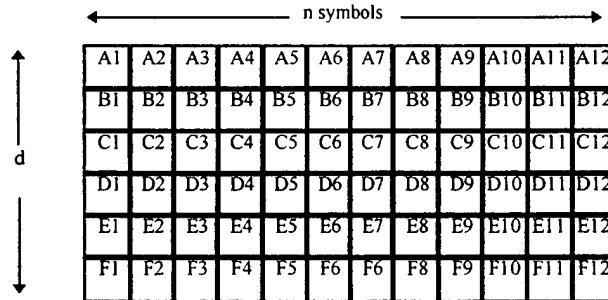 n symbols
A1 A2 A3 A4 A5 A6 A7 A8 A9 A10 A11 A12
B1 B2 B3 B4 B5 B6 B7 B8 B9 B10 B11 B12
C1 C2 C3 C4 C5 C6 C7 C8 C9 C10 C11 C12
d
D1 D2 D3 D4 D5 D6 D7 D8 D9 D10 D11 D12
E1 E2 E3 E4 E5 E6 E7 E8 E9 E10 E11 E12
F1 F2 F3 F4 F5 F6 F6 F8 F9 F10 F11 F12